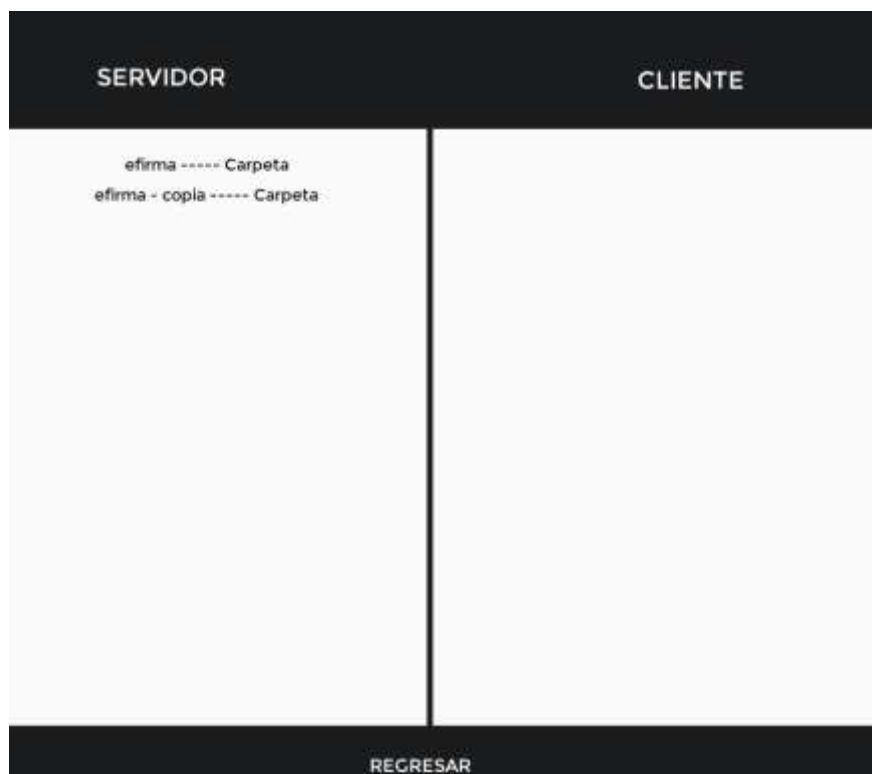 SERVIDOR
CLIENTE
efirma ----- Carpeta
efirma - copia ----- Carpeta
REGRESAR